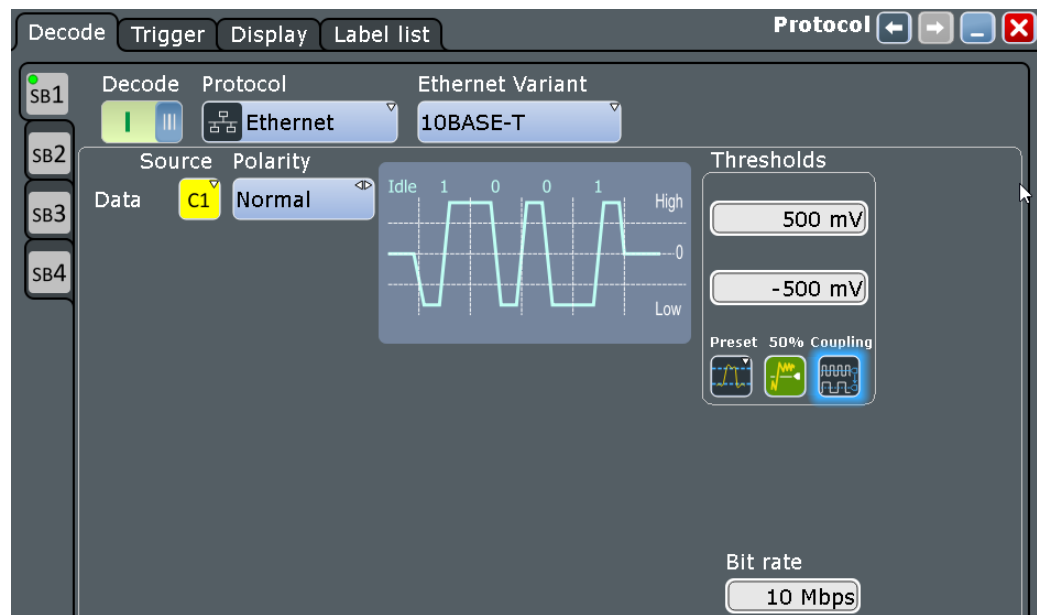 Decode Trigger Display Label list Protocol
SB1
SB2
SB3
SB4
Decode Protocol Ethernet Variant
Ethernet 10BASE-T
Source Polarity
Data C1 Normal
Idle 1 0 0 1
High
0
Low
Thresholds
500 mV
-500 mV
Preset 50% Coupling
Bit rate
10 Mbps